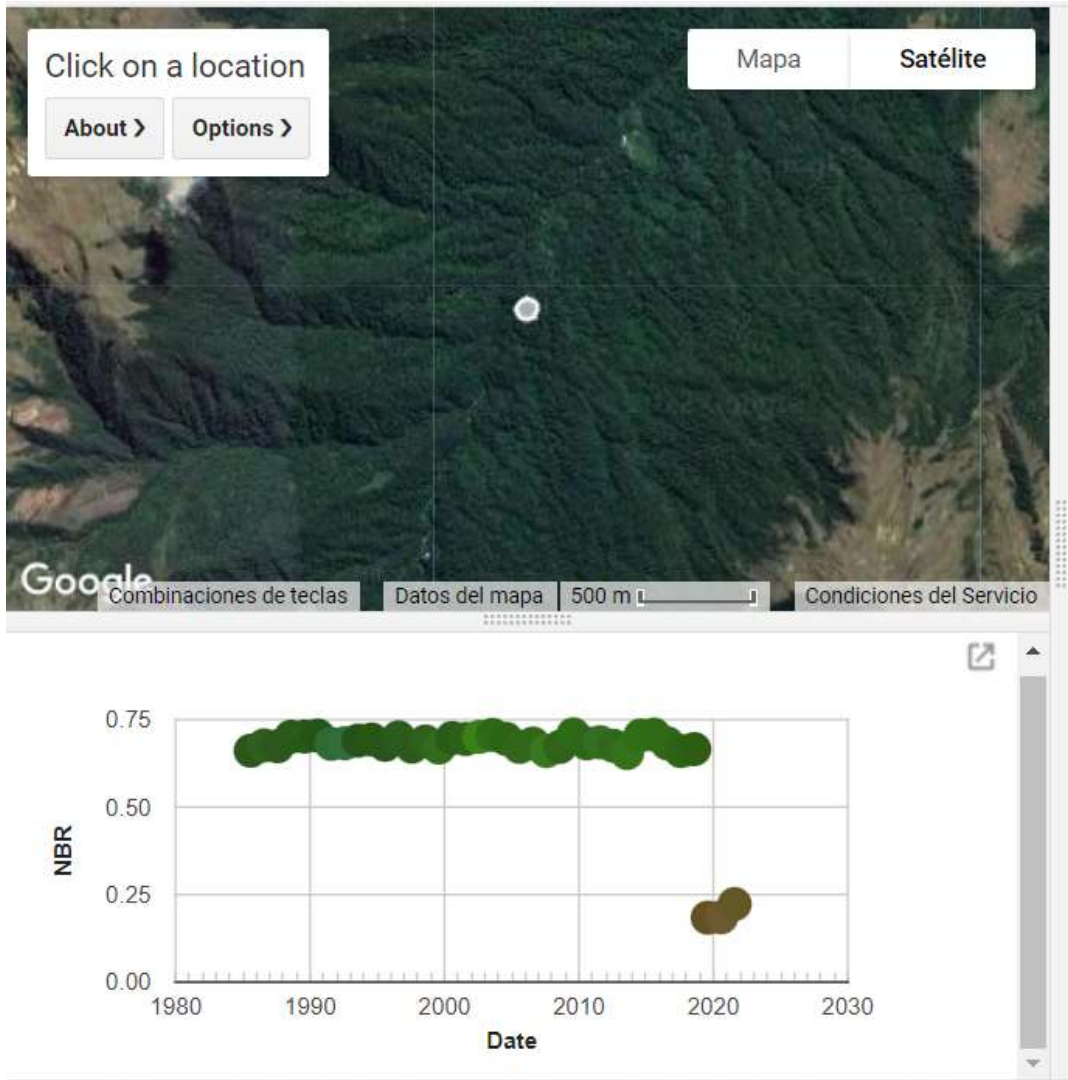 Click on a location
About ❯ Options ❯
Mapa Satélite
Google
Combinaciones de teclas Datos del mapa 500 m Condiciones del Servicio
0.75
0.50
0.25
0.00
NBR
1980 1990 2000 2010 2020 2030
Date